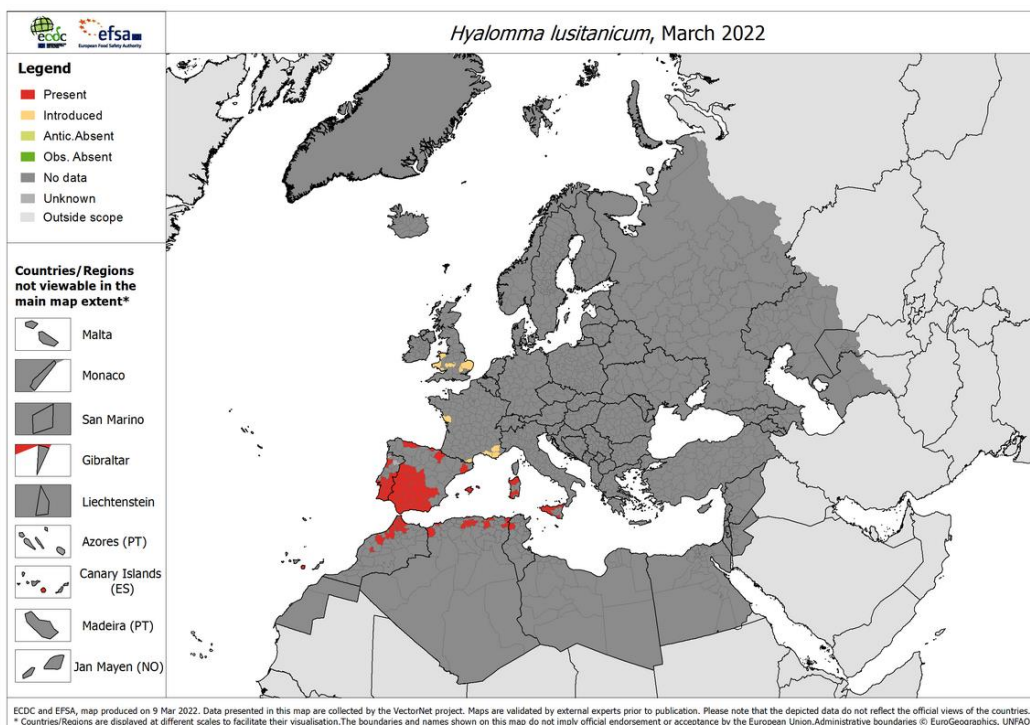 ecdc
efsa
European Food Safety Authority
Hyalomma lusitanicum, March 2022
Legend
Present
Introduced
Antic.Absent
Obs. Absent
No data
Unknown
Outside scope
Countries/Regions
not viewable in the
main map extent*
Malta
Monaco
San Marino
Gibraltar
Liechtenstein
Azores (PT)
Canary Islands
(ES)
Madeira (PT)
Jan Mayen (NO)
ECDC and EFSA, map produced on 9 Mar 2022. Data presented in this map are collected by the VectorNet project. Maps are validated by external experts prior to publication. Please note that the depicted data do not reflect the official views of the countries.
* Countries/Regions are displayed at different scales to facilitate their visualisation.The boundaries and names shown on this map do not imply official endorsement or acceptance by the European Union.Administrative boundaries © EuroGeographics, UNFAO.